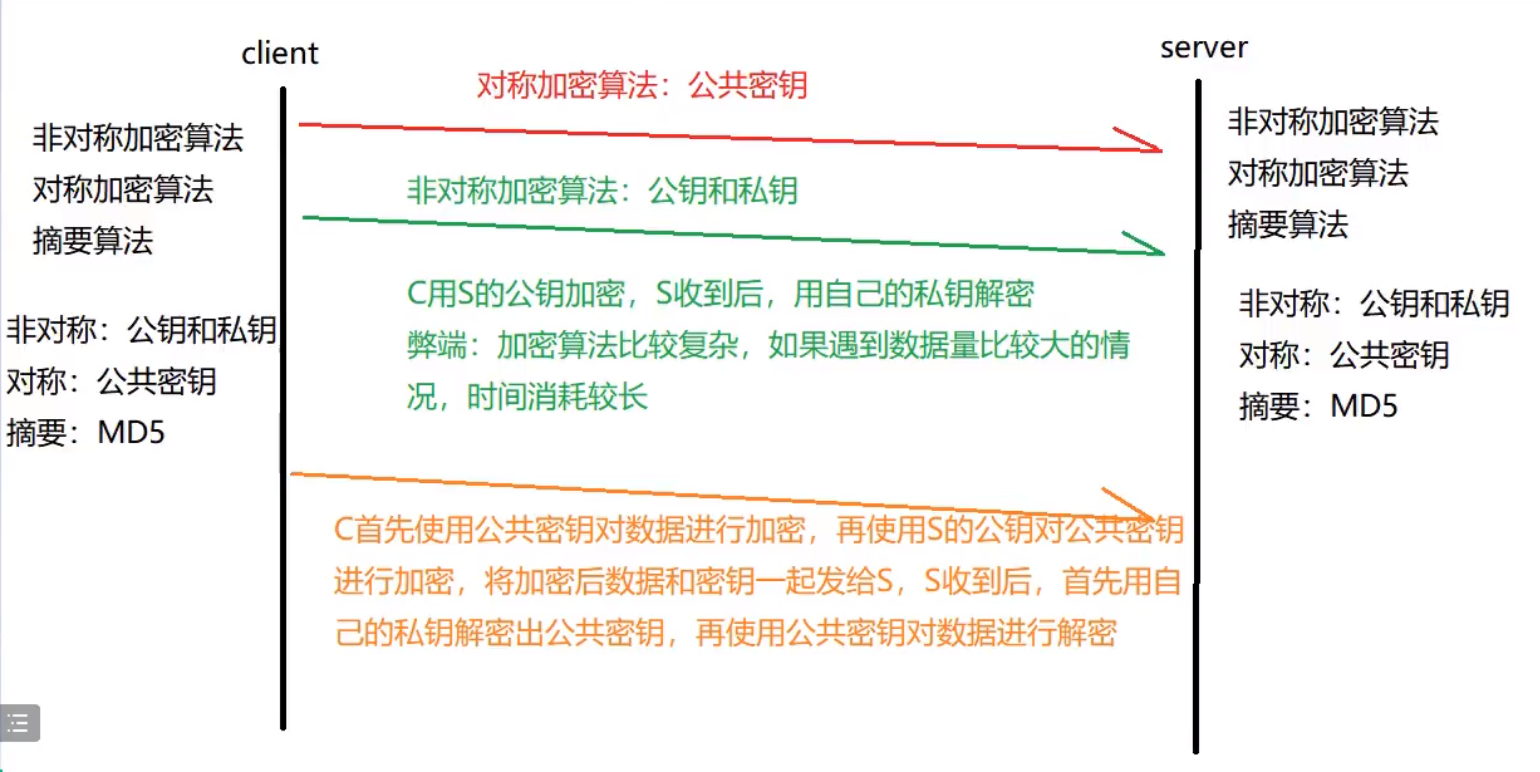 client
server
对称加密算法：公共密钥
非对称加密算法
对称加密算法
摘要算法
非对称：公钥和私钥
对称：公共密钥
摘要：MD5
非对称加密算法：公钥和私钥
C用S的公钥加密，S收到后，用自己的私钥解密
弊端：加密算法比较复杂，如果遇到数据量比较大的情
况，时间消耗较长
C首先使用公共密钥对数据进行加密，再使用S的公钥对公共密钥
进行加密，将加密后数据和密钥一起发给S，S收到后，首先用自
己的私钥解密出公共密钥，再使用公共密钥对数据进行解密
非对称加密算法
对称加密算法
摘要算法
非对称：公钥和私钥
对称：公共密钥
摘要：MD5